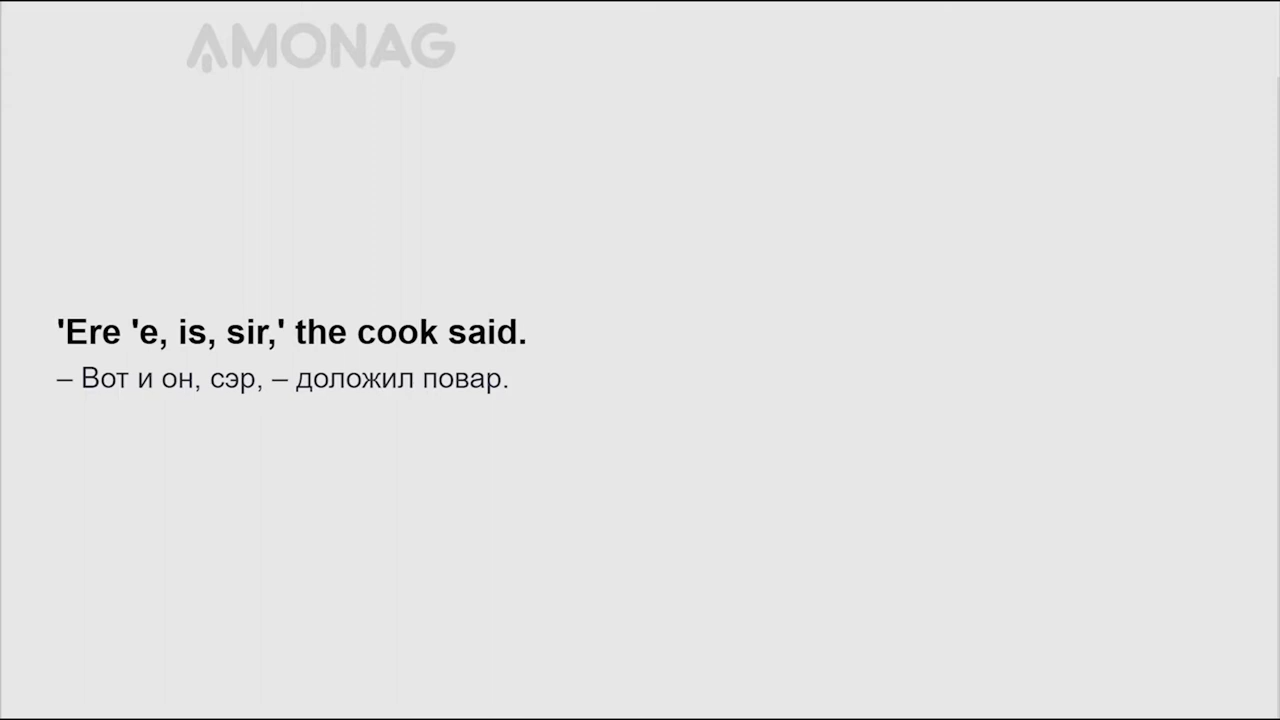 AMONAG
'Ere 'e, is, sir,' the cook said.
– Вот и он, сэр, – доложил повар.